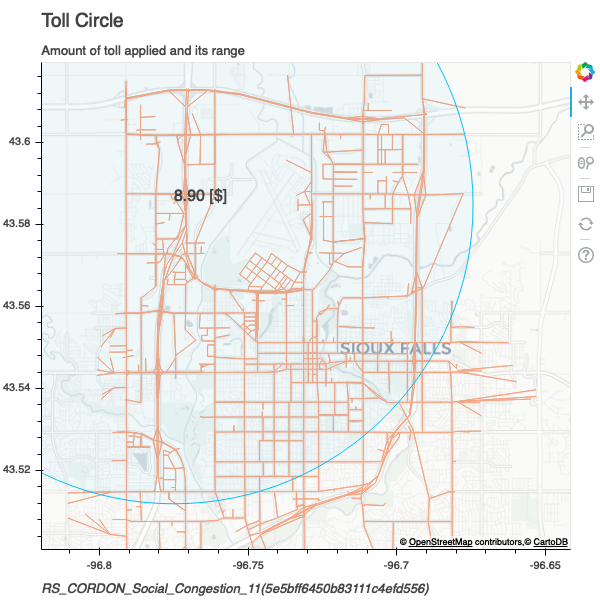 Toll Circle
Amount of toll applied and its range
43.6
8.90 [$]
43.58
43.56
SIOUX FALLS
43.54
43.52
© OpenStreetMap contributors,© CartoDB
-96.8 -96.75 -96.7 -96.65
RS_CORDON_Social_Congestion_11(5e5bff6450b83111c4efd556)